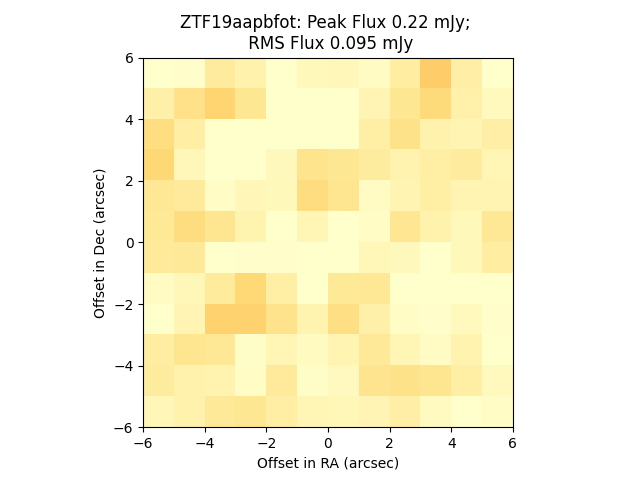 ZTF19aapbfot: Peak Flux 0.22 mJy;
RMS Flux 0.095 mJy
6
4
2
0
−2
−4
−6
Offset in Dec (arcsec)
−6 −4 −2 0 2 4 6
Offset in RA (arcsec)